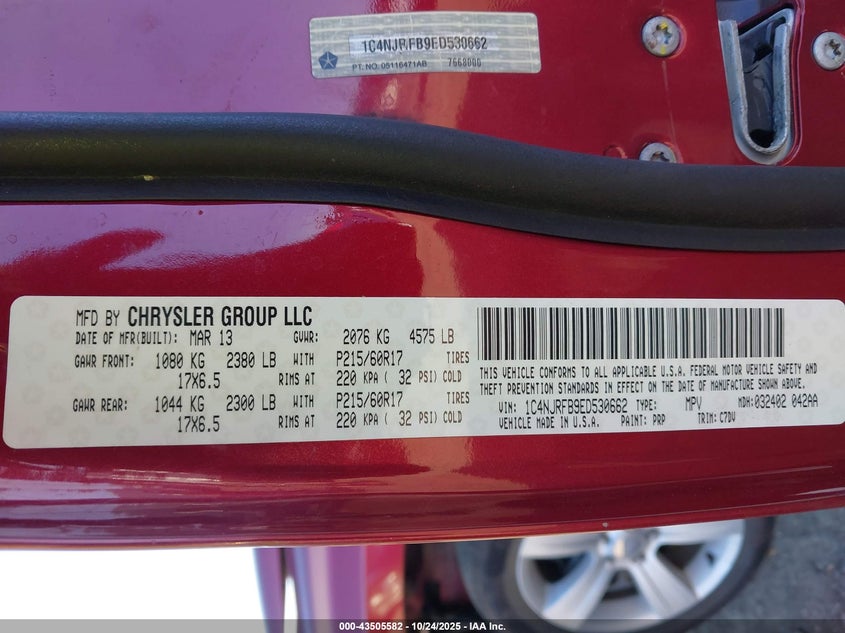 1C4NJRFB9ED530662
PT. NO. 05116471AB 7668000
MFD BY CHRYSLER GROUP LLC
DATE OF MFR(BUILT): MAR 13 GVWR: 2076 KG 4575 LB
GAWR FRONT: 1080 KG 2380 LB WITH P215/60R17 TIRES
17X6.5 RIMS AT 220 KPA ( 32 PSI) COLD
GAWR REAR: 1044 KG 2300 LB WITH P215/60R17 TIRES
17X6.5 RIMS AT 220 KPA ( 32 PSI) COLD
THIS VEHICLE CONFORMS TO ALL APPLICABLE U.S.A. FEDERAL MOTOR VEHICLE SAFETY AND
THEFT PREVENTION STANDARDS IN EFFECT ON THE DATE OF MANUFACTURE SHOWN ABOVE.
VIN: 1C4NJRFB9ED530662 TYPE: MPV MDH:032402 042AA
VEHICLE MADE IN U.S.A. PAINT: PRP TRIM: C7DV
000-43505582 - 10/24/2025 - IAA Inc.